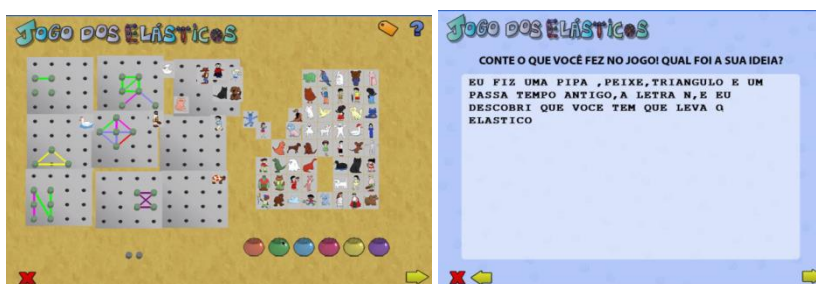 JOGO DOS ELÁSTICOS
?
JOGO DOS ELÁSTICOS
CONTE O QUE VOCÊ FEZ NO JOGO! QUAL FOI A SUA IDEIA?
EU FIZ UMA PIPA ,PEIXE,TRIANGULO E UM
PASSA TEMPO ANTIGO,A LETRA N,E EU
DESCOBRI QUE VOCE TEM QUE LEVA O
ELASTICO